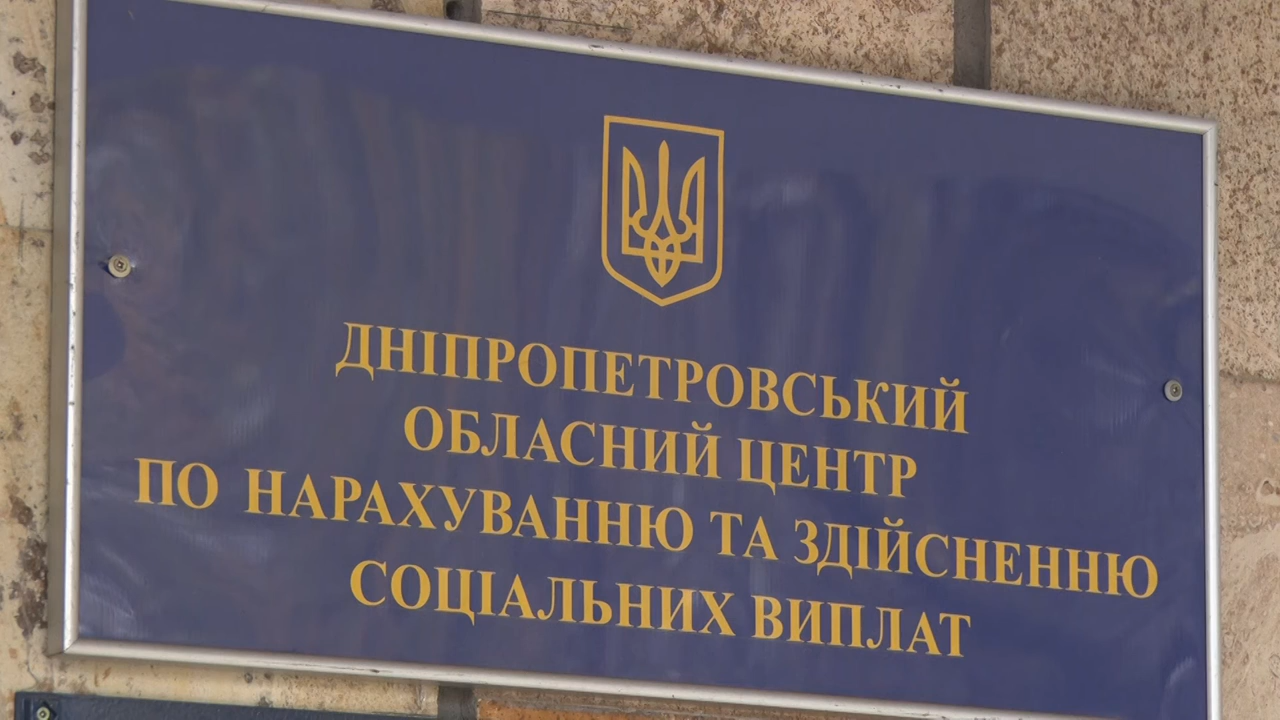 ДНІПРОПЕТРОВСЬКИЙ
ОБЛАСНИЙ ЦЕНТР
ПО НАРАХУВАННЮ ТА ЗДІЙСНЕННЮ
СОЦІАЛЬНИХ ВИПЛАТ